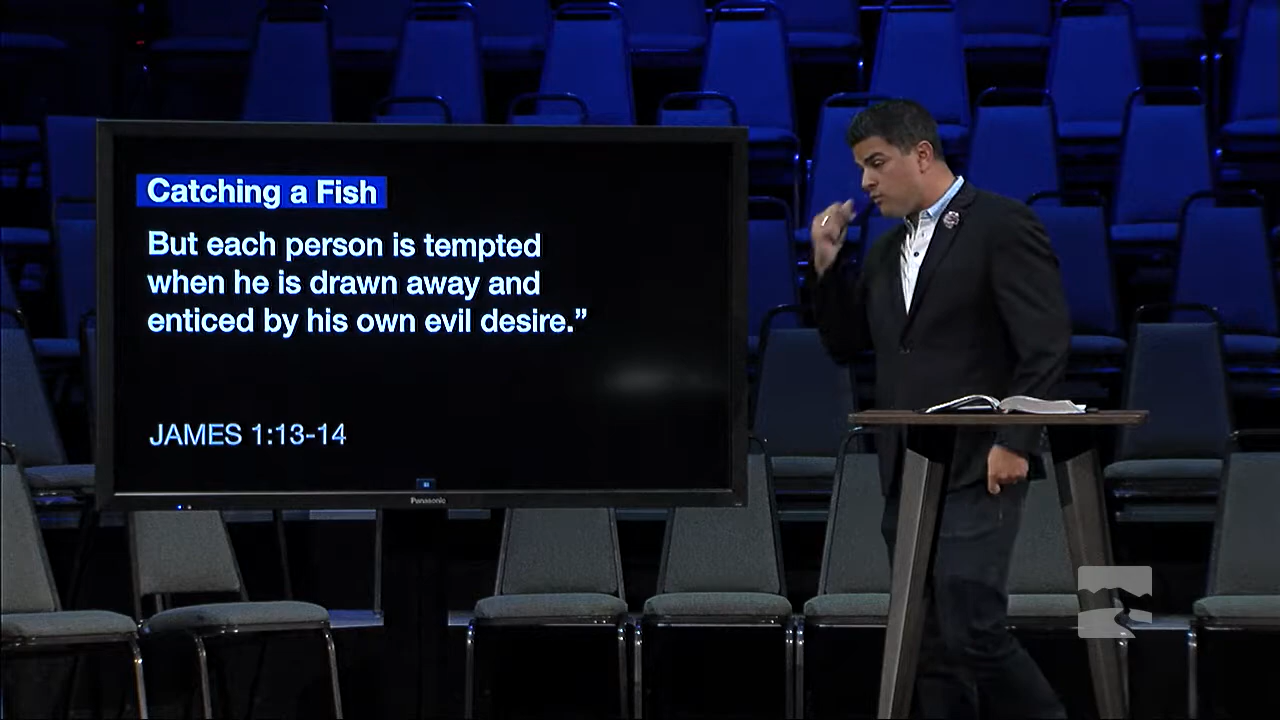 Catching a Fish
But each person is tempted
when he is drawn away and
enticed by his own evil desire.”
JAMES 1:13-14
Panasonic